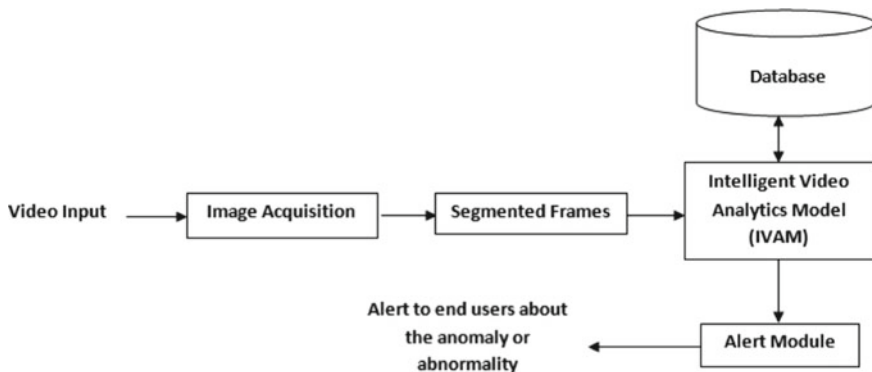 Database
Video Input
Image Acquisition
Segmented Frames
Intelligent Video
Analytics Model
(IVAM)
Alert to end users about
the anomaly or
abnormality
Alert Module